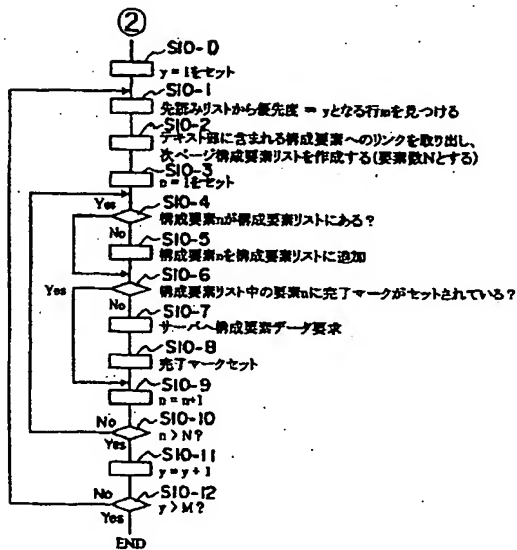 ②
S10-0
y = 1をセット
S10-1
先読みリストから優先度 = yとなる行mを見つける
S10-2
テキスト部に含まれる構成要素へのリンクを取り出し、
次ページ構成要素リストを作成する(要素数Nとする)
S10-3
n = 1をセット
Yes
S10-4
構成要素nが構成要素リストにある?
No
S10-5
構成要素nを構成要素リストに追加
S10-6
Yes
構成要素リスト中の要素nに完了マークがセットされている?
No
S10-7
サーバへ構成要素データ要求
S10-8
完了マークセット
S10-9
n = n+1
No
S10-10
n > N?
Yes
S10-11
y = y + 1
No
S10-12
y > M?
Yes
END